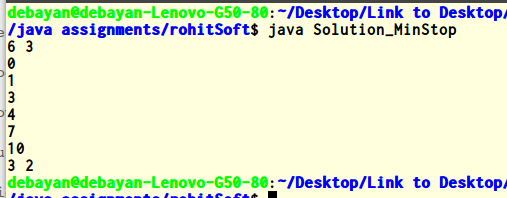 debayan@debayan-Lenovo-G50-80:~/Desktop/Link to Desktop/
/java assignments/rohitSoft$ java Solution_MinStop
6 3
0
1
3
4
7
10
3 2
debayan@debayan-Lenovo-G50-80:~/Desktop/Link to Desktop/
/java assignments/rohitSoft$